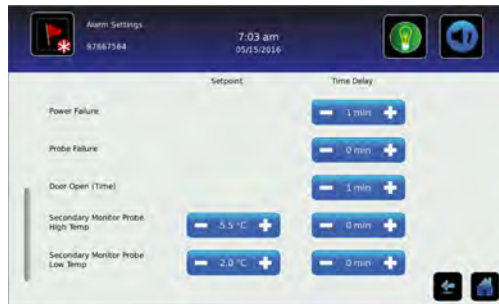 Alarm Settings
97867564
7:03 am
05/15/2016
Setpoint
Time Delay
Power Failure
1 min
Probe Failure
0 min
Door Open (Time)
1 min
Secondary Monitor Probe
High Temp
5.5 °C
0 min
Secondary Monitor Probe
Low Temp
2.0 °C
0 min